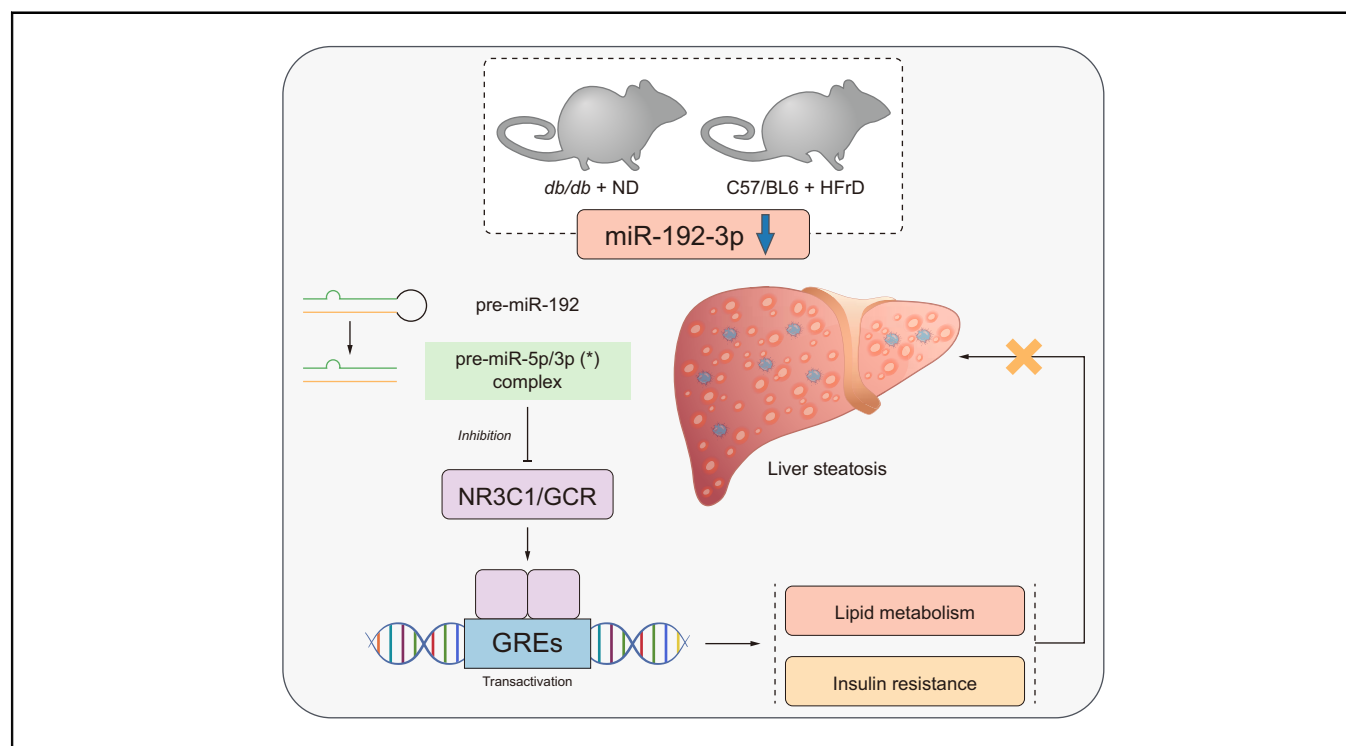 db/db + ND
C57/BL6 + HFrD
miR-192-3p
pre-miR-192
pre-miR-5p/3p (*)
complex
Inhibition
NR3C1/GCR
GREs
Transactivation
Liver steatosis
Lipid metabolism
Insulin resistance